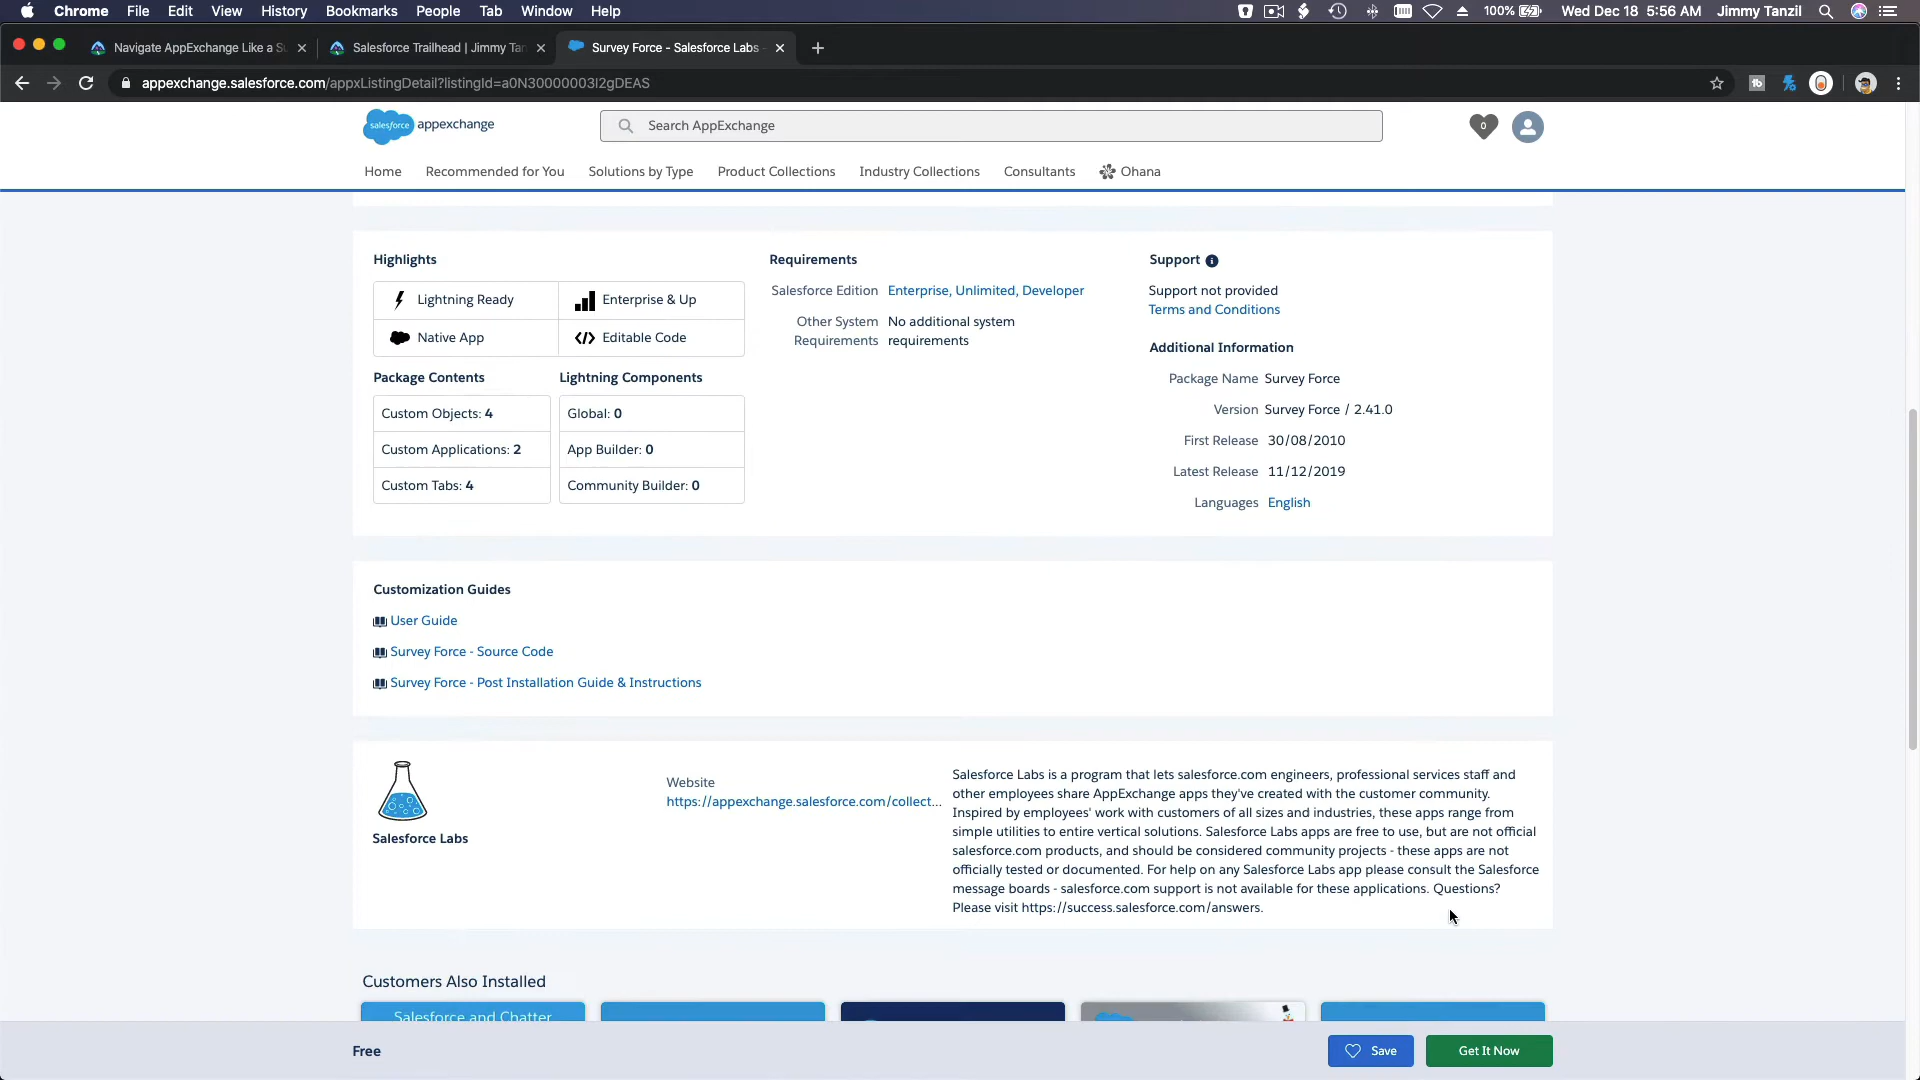 Chrome File Edit View History Bookmarks People Tab Window Help 100% Wed Dec 18 5:56 AM Jimmy Tanzil
Navigate AppExchange Like a S
Salesforce Trailhead | Jimmy Tan
Survey Force - Salesforce Labs -
appexchange.salesforce.com/appxListingDetail?listingId=a0N30000003I2gDEAS
salesforce appexchange
Search AppExchange
0
Home Recommended for You Solutions by Type Product Collections Industry Collections Consultants Ohana
Highlights
Lightning Ready
Enterprise & Up
Native App
Editable Code
Package Contents
Custom Objects: 4
Custom Applications: 2
Custom Tabs: 4
Lightning Components
Global: 0
App Builder: 0
Community Builder: 0
Requirements
Salesforce Edition Enterprise, Unlimited, Developer
Other System No additional system
Requirements requirements
Support
Support not provided
Terms and Conditions
Additional Information
Package Name Survey Force
Version Survey Force / 2.41.0
First Release 30/08/2010
Latest Release 11/12/2019
Languages English
Customization Guides
User Guide
Survey Force - Source Code
Survey Force - Post Installation Guide & Instructions
Salesforce Labs
Website
https://appexchange.salesforce.com/collect...
Salesforce Labs is a program that lets salesforce.com engineers, professional services staff and
other employees share AppExchange apps they've created with the customer community.
Inspired by employees' work with customers of all sizes and industries, these apps range from
simple utilities to entire vertical solutions. Salesforce Labs apps are free to use, but are not official
salesforce.com products, and should be considered community projects - these apps are not
officially tested or documented. For help on any Salesforce Labs app please consult the Salesforce
message boards - salesforce.com support is not available for these applications. Questions?
Please visit https://success.salesforce.com/answers.
Customers Also Installed
Salesforce and Chatter
Free
Save
Get It Now